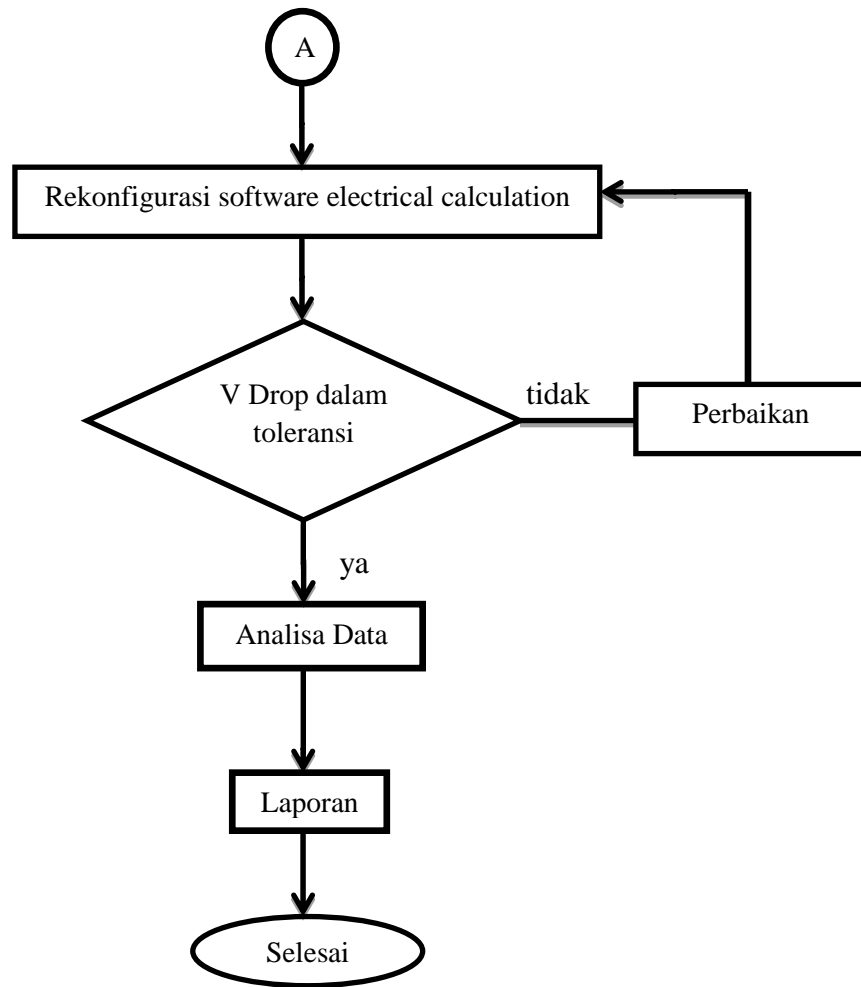 A
Rekonfigurasi software electrical calculation
V Drop dalam
toleransi
tidak
Perbaikan
ya
Analisa Data
Laporan
Selesai